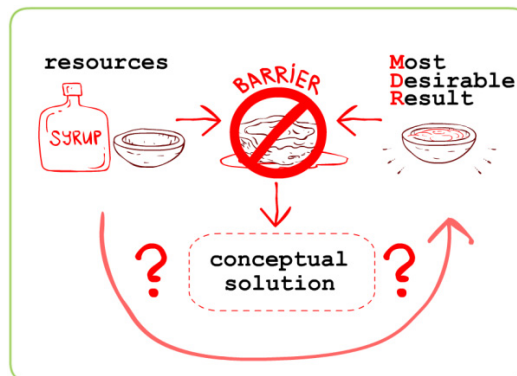 resources
SYRUP
BARRiER
Most
Desirable
Result
?
conceptual
solution
?